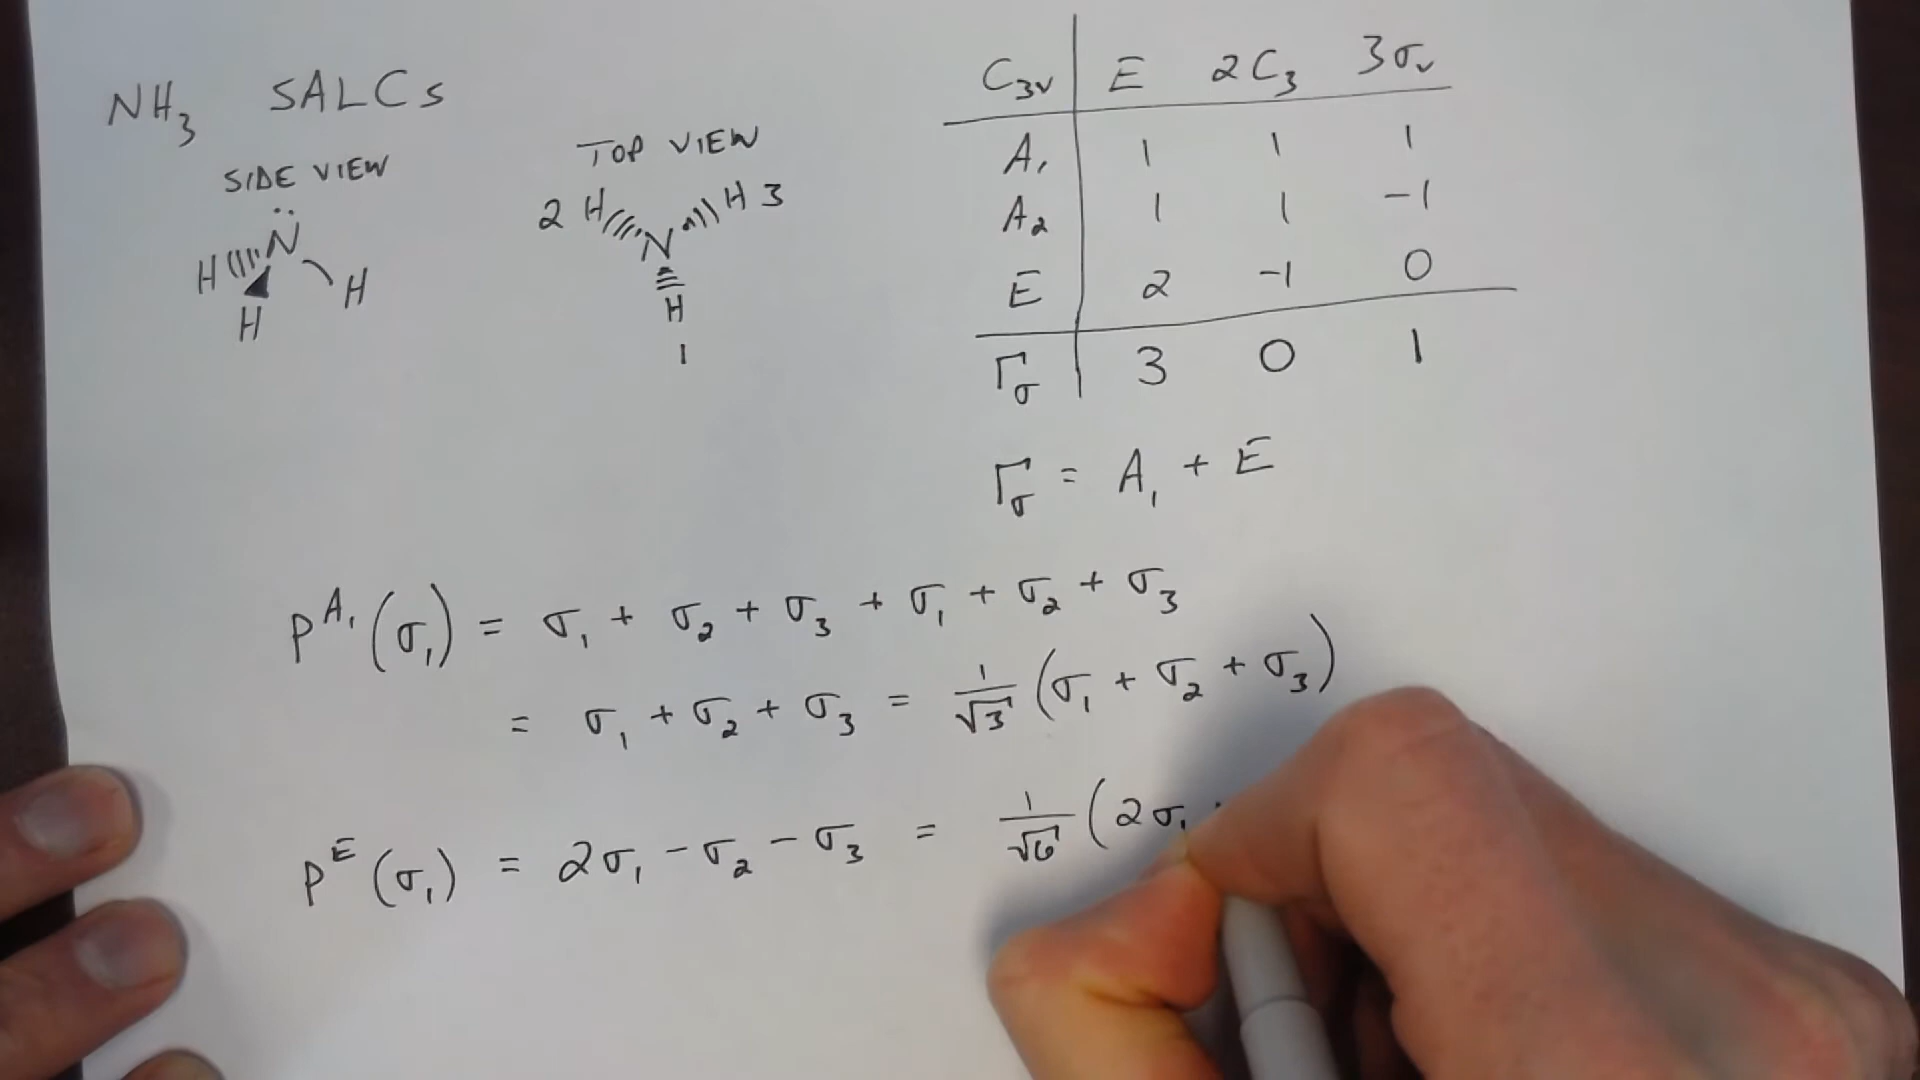 NH₃ SALCs
SIDE VIEW
N̈
H H
H
TOP VIEW
2 H H 3
N
H
1
C₃ᵥ E 2C₃ 3σᵥ
A₁ 1 1 1
A₂ 1 1 -1
E 2 -1 0
Γσ 3 0 1
Γσ = A₁ + E
P^A₁(σ₁) = σ₁ + σ₂ + σ₃ + σ₁ + σ₂ + σ₃
= σ₁ + σ₂ + σ₃ = 1/√3 (σ₁ + σ₂ + σ₃)
P^E(σ₁) = 2σ₁ - σ₂ - σ₃ = 1/√6 (2σ₁